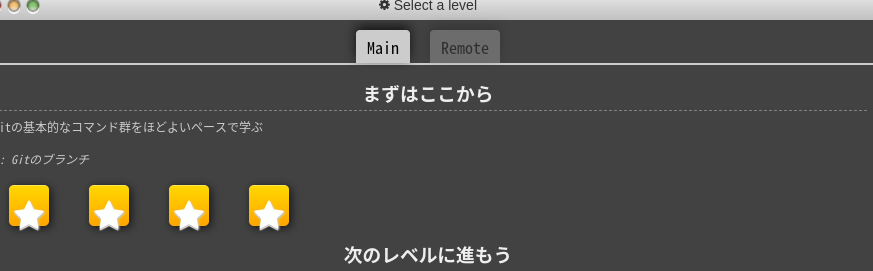 Select a level
Main
Remote
まずはここから
itの基本的なコマンド群をほどよいペースで学ぶ
: Gitのブランチ
次のレベルに進もう